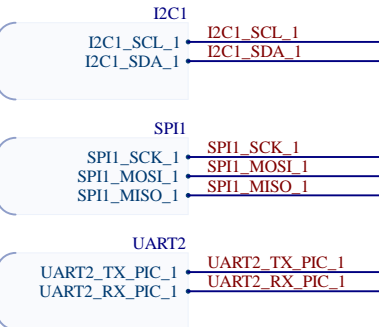 I2C1
I2C1_SCL_1 I2C1_SCL_1
I2C1_SDA_1 I2C1_SDA_1
SPI1
SPI1_SCK_1 SPI1_SCK_1
SPI1_MOSI_1 SPI1_MOSI_1
SPI1_MISO_1 SPI1_MISO_1
UART2
UART2_TX_PIC_1 UART2_TX_PIC_1
UART2_RX_PIC_1 UART2_RX_PIC_1